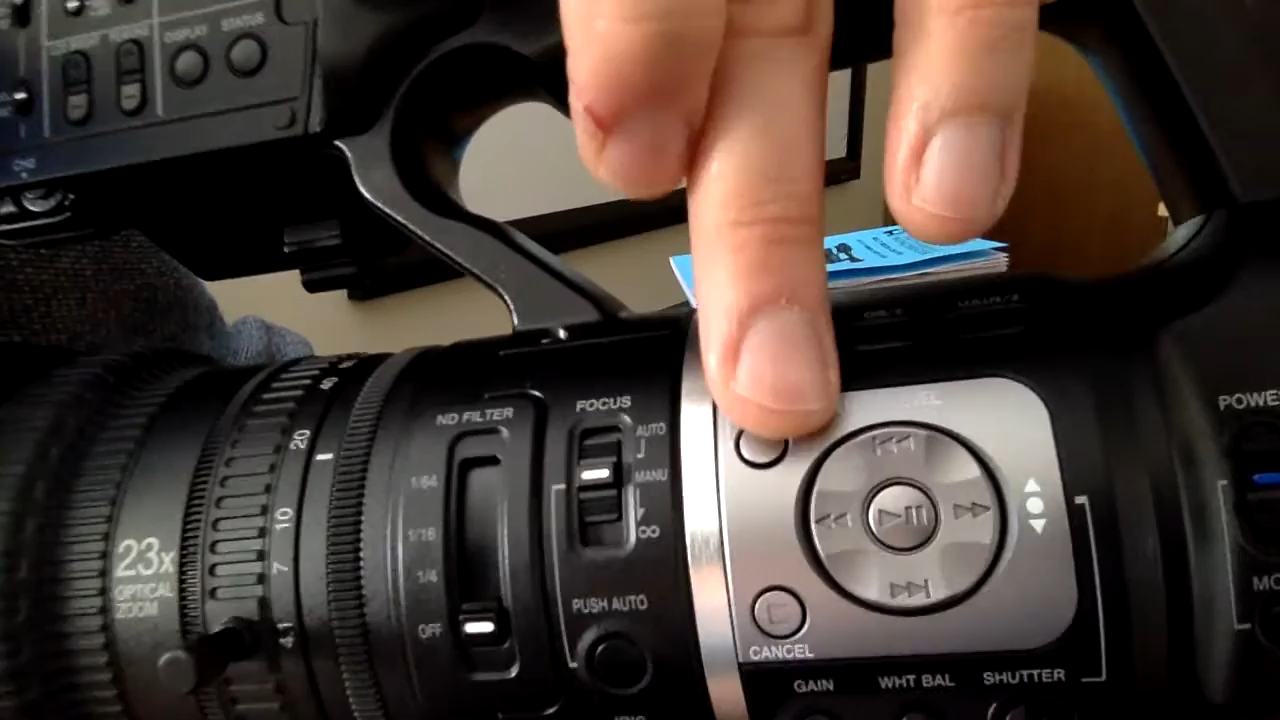 DISPLAY
STATUS
ND FILTER
1/64
1/16
1/4
OFF
FOCUS
AUTO
MANU
∞
PUSH AUTO
23x
OPTICAL
ZOOM
40
20
10
7
4.1
CANCEL
GAIN
WHT BAL
SHUTTER